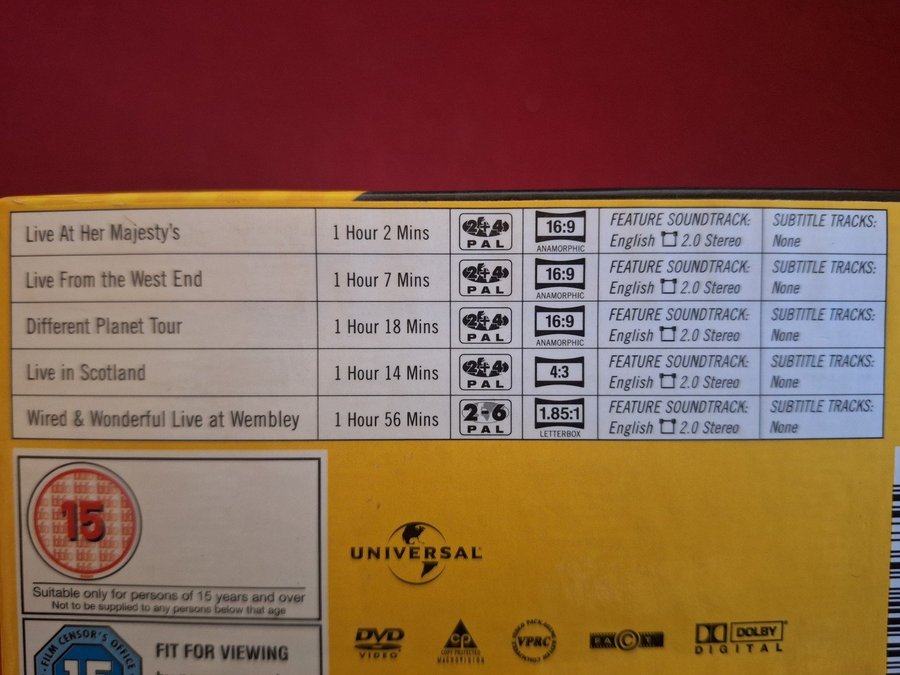 Live At Her Majesty's 1 Hour 2 Mins 2+4 PAL 16:9 ANAMORPHIC FEATURE SOUNDTRACK: English 2.0 Stereo SUBTITLE TRACKS: None
Live From the West End 1 Hour 7 Mins 2+4 PAL 16:9 ANAMORPHIC FEATURE SOUNDTRACK: English 2.0 Stereo SUBTITLE TRACKS: None
Different Planet Tour 1 Hour 18 Mins 2+4 PAL 16:9 ANAMORPHIC FEATURE SOUNDTRACK: English 2.0 Stereo SUBTITLE TRACKS: None
Live in Scotland 1 Hour 14 Mins 2+4 PAL 4:3 FEATURE SOUNDTRACK: English 2.0 Stereo SUBTITLE TRACKS: None
Wired & Wonderful Live at Wembley 1 Hour 56 Mins 2-6 PAL 1.85:1 LETTERBOX FEATURE SOUNDTRACK: English 2.0 Stereo SUBTITLE TRACKS: None
15
Suitable only for persons of 15 years and over
Not to be supplied to any persons below that age
UNIVERSAL
FILM CENSOR'S OFFICE
15
FIT FOR VIEWING
DVD
VIDEO
COPY PROTECTED
MACROVISION
VPRC
DOLBY
DIGITAL